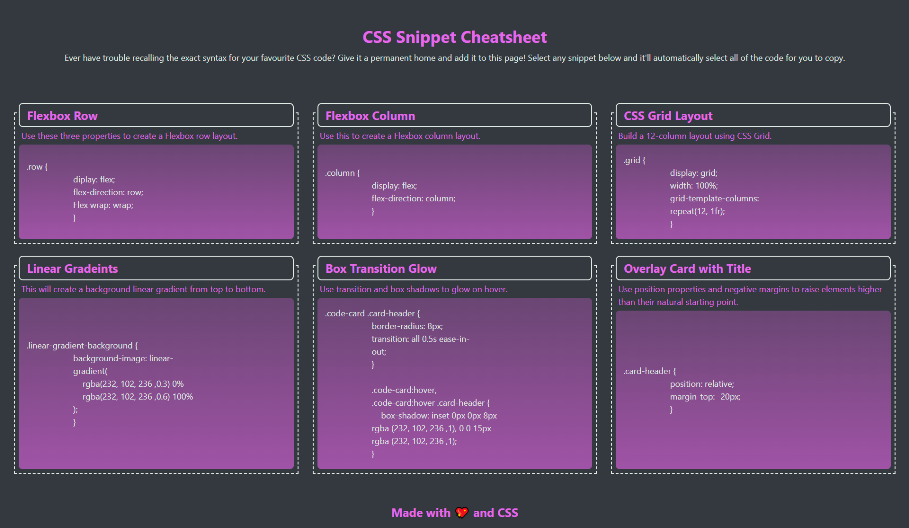 CSS Snippet Cheatsheet
Ever have trouble recalling the exact syntax for your favourite CSS code? Give it a permanent home and add it to this page! Select any snippet below and it'll automatically select all of the code for you to copy.
Flexbox Row
Use these three properties to create a Flexbox row layout.
.row {
diplay: flex;
flex-direction: row;
Flex wrap: wrap;
}
Flexbox Column
Use this to create a Flexbox column layout.
.column {
display: flex;
flex-direction: column;
}
CSS Grid Layout
Build a 12-column layout using CSS Grid.
.grid {
display: grid;
width: 100%;
grid-template-columns:
repeat(12, 1fr);
}
Linear Gradeints
This will create a background linear gradient from top to bottom.
.linear-gradient-background {
background-image: linear-
gradient(
rgba(232, 102, 236 ,0.3) 0%
rgba(232, 102, 236 ,0.6) 100%
);
}
Box Transition Glow
Use transition and box shadows to glow on hover.
.code-card .card-header {
border-radius: 8px;
transition: all 0.5s ease-in-
out;
}
.code-card:hover,
.code-card:hover .card-header {
box-shadow: inset 0px 0px 8px
rgba (232, 102, 236 ,1), 0 0 15px
rgba (232, 102, 236 ,1);
}
Overlay Card with Title
Use position properties and negative margins to raise elements higher
than their natural starting point.
.card-header {
position: relative;
margin top: 20px;
}
Made with 💖 and CSS